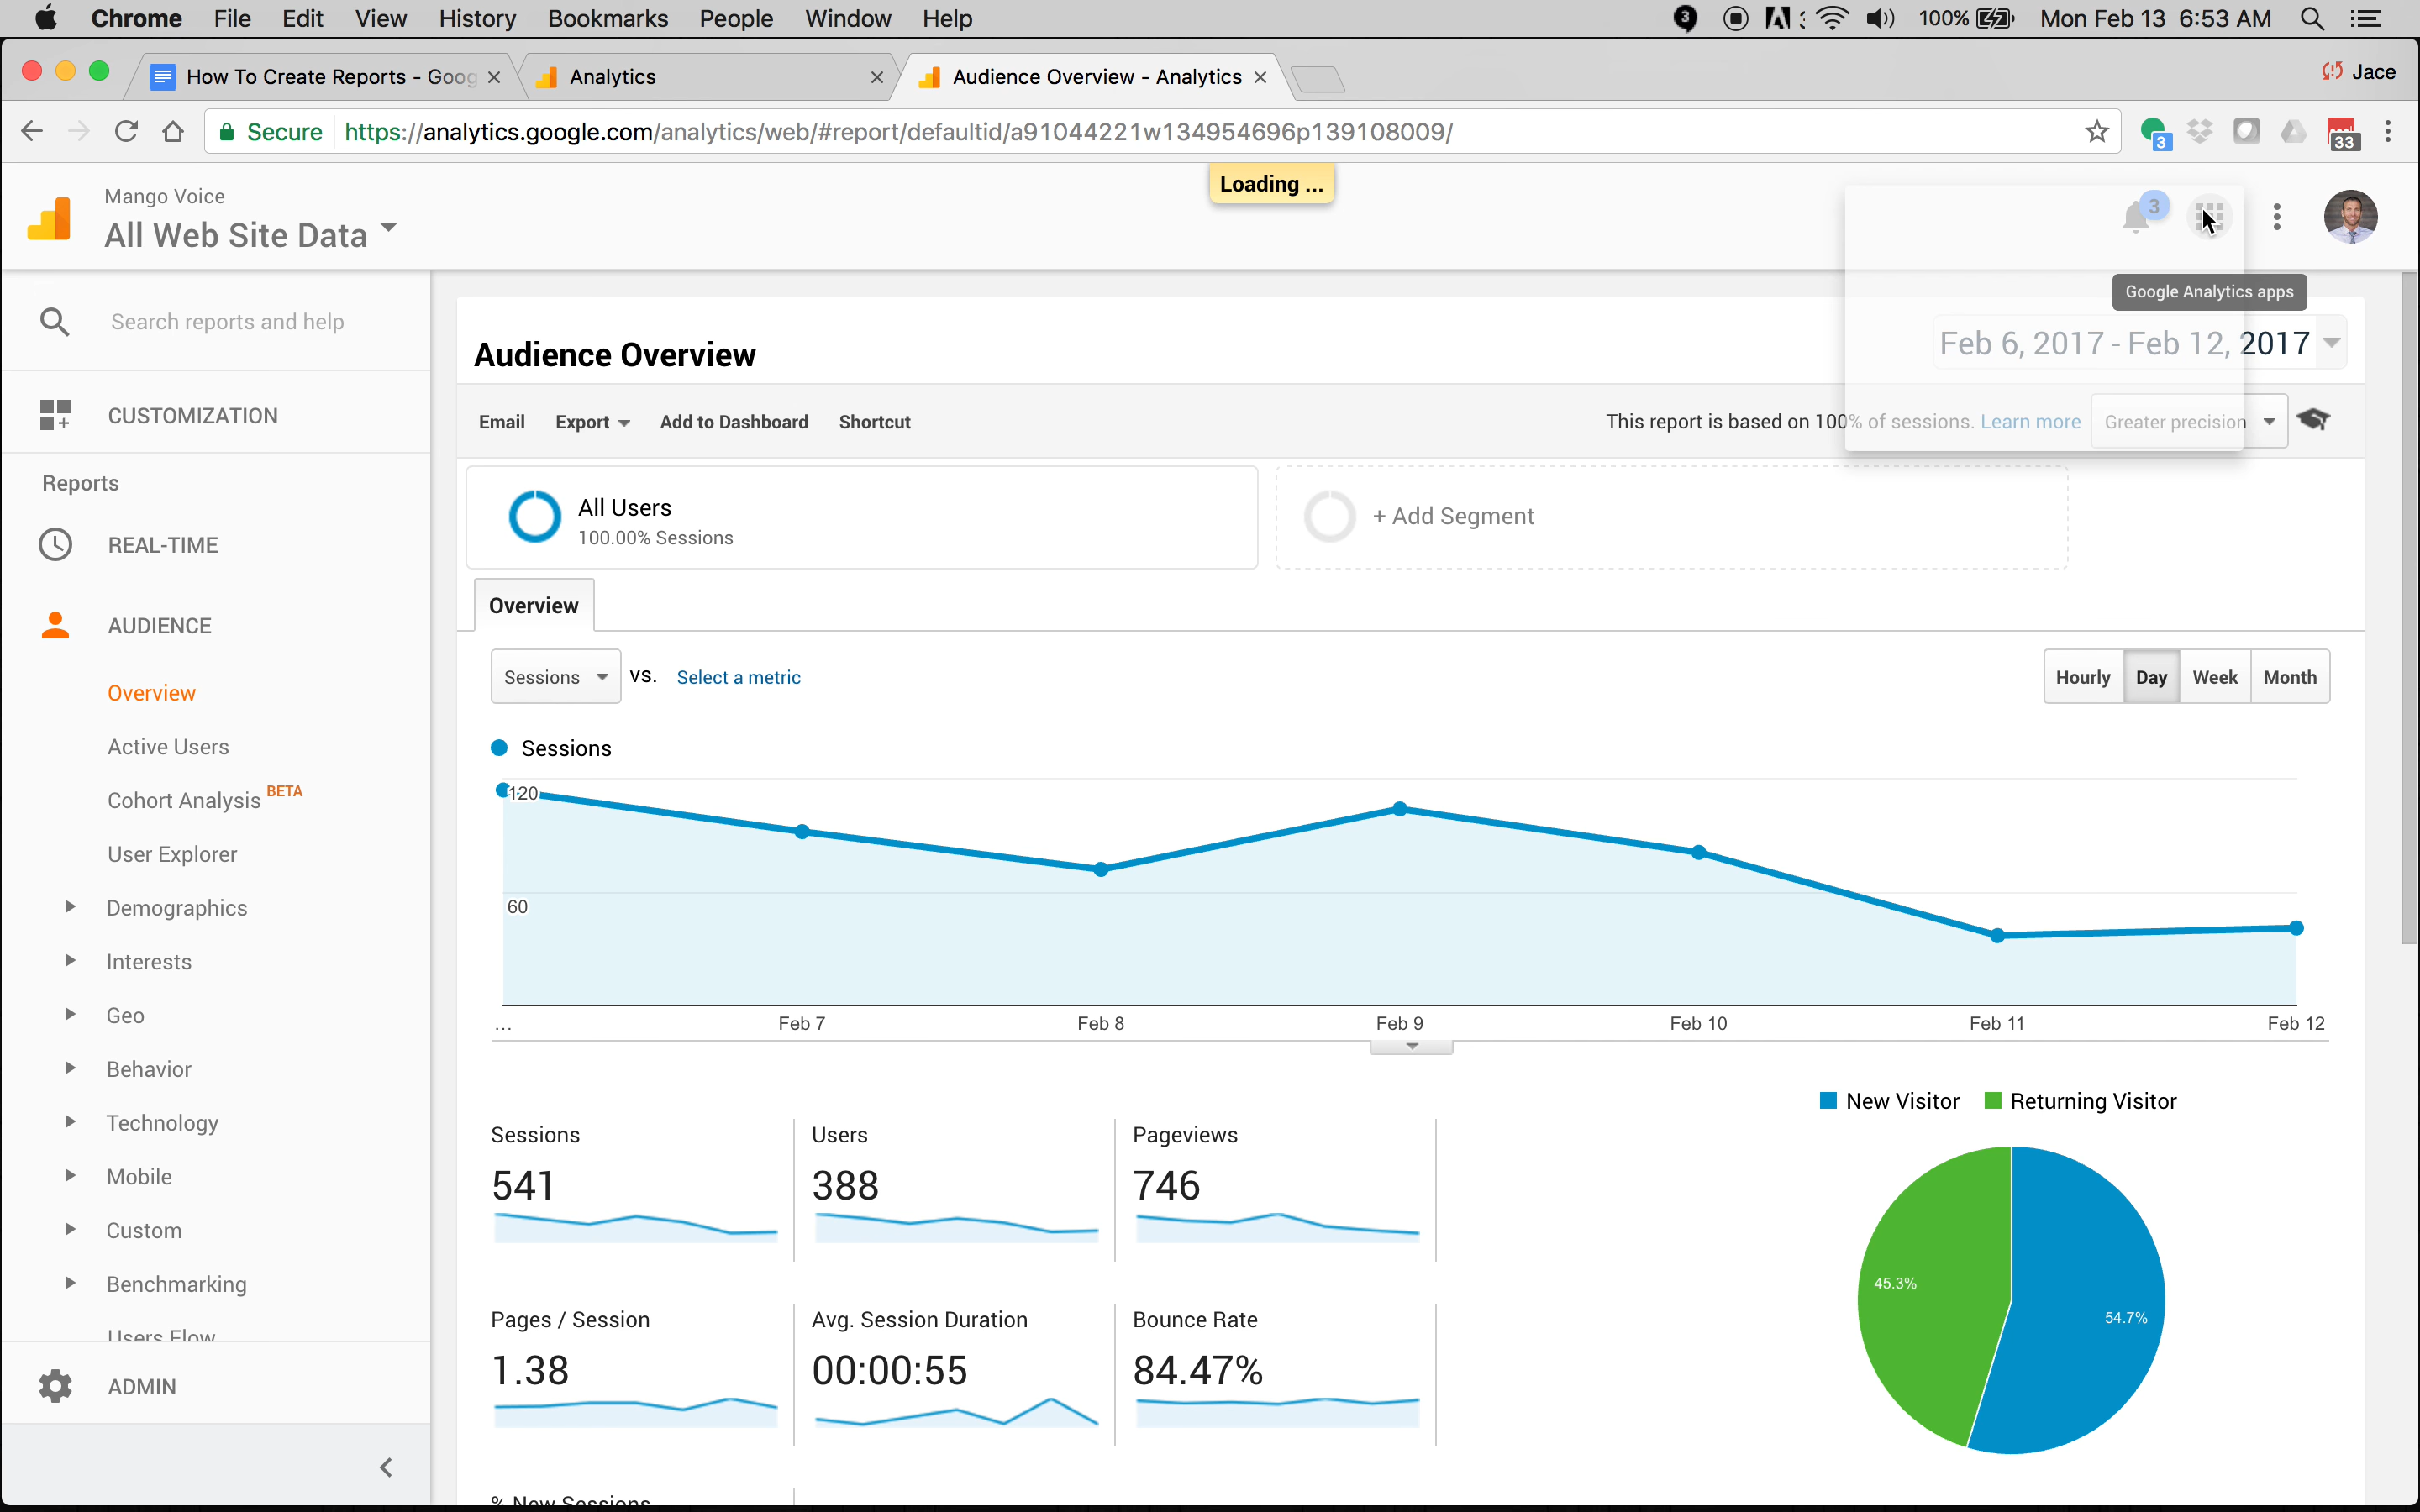 Chrome File Edit View History Bookmarks People Window Help
3 100% Mon Feb 13 6:53 AM
How To Create Reports - Goog
Analytics
Audience Overview - Analytics
Jace
Secure https://analytics.google.com/analytics/web/#report/defaultid/a91044221w134954696p139108009/
3 33
Mango Voice
All Web Site Data
Loading ...
3
Google Analytics apps
Search reports and help
CUSTOMIZATION
Reports
REAL-TIME
AUDIENCE
Overview
Active Users
Cohort Analysis BETA
User Explorer
Demographics
Interests
Geo
Behavior
Technology
Mobile
Custom
Benchmarking
Users Flow
ADMIN
Audience Overview
Feb 6, 2017 - Feb 12, 2017
Email Export Add to Dashboard Shortcut
This report is based on 100% of sessions. Learn more Greater precision
All Users
100.00% Sessions
+ Add Segment
Overview
Sessions VS. Select a metric
Hourly Day Week Month
Sessions
120
60
... Feb 7 Feb 8 Feb 9 Feb 10 Feb 11 Feb 12
New Visitor Returning Visitor
Sessions Users Pageviews
541 388 746
45.3%
54.7%
Pages / Session Avg. Session Duration Bounce Rate
1.38 00:00:55 84.47%
% New Sessions